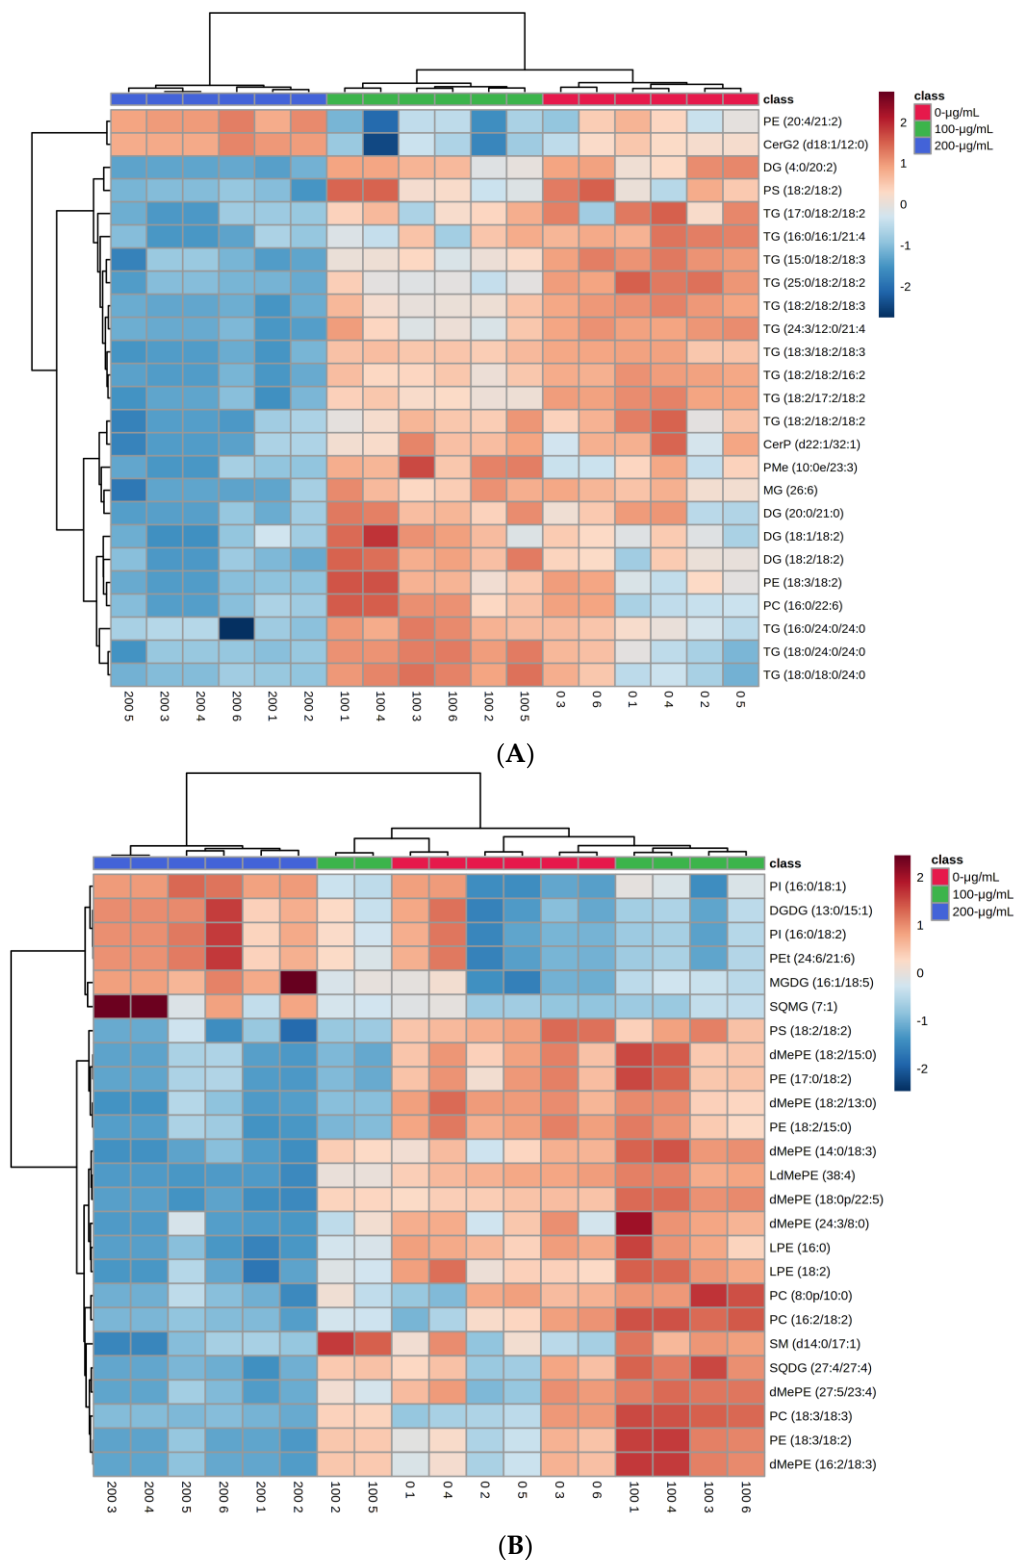 class
class
0-µg/mL
100-µg/mL
200-µg/mL
2
1
0
-1
-2
PE (20:4/21:2)
CerG2 (d18:1/12:0)
DG (4:0/20:2)
PS (18:2/18:2)
TG (17:0/18:2/18:2
TG (16:0/16:1/21:4
TG (15:0/18:2/18:3
TG (25:0/18:2/18:2
TG (18:2/18:2/18:3
TG (24:3/12:0/21:4
TG (18:3/18:2/18:3
TG (18:2/18:2/16:2
TG (18:2/17:2/18:2
TG (18:2/18:2/18:2
CerP (d22:1/32:1)
PMe (10:0e/23:3)
MG (26:6)
DG (20:0/21:0)
DG (18:1/18:2)
DG (18:2/18:2)
PE (18:3/18:2)
PC (16:0/22:6)
TG (16:0/24:0/24:0
TG (18:0/24:0/24:0
TG (18:0/18:0/24:0
200 5
200 3
200 4
200 6
200 1
200 2
100 1
100 4
100 3
100 6
100 2
100 5
0 3
0 6
0 1
0 4
0 2
0 5
(A)
class
class
0-µg/mL
100-µg/mL
200-µg/mL
2
1
0
-1
-2
PI (16:0/18:1)
DGDG (13:0/15:1)
PI (16:0/18:2)
PEt (24:6/21:6)
MGDG (16:1/18:5)
SQMG (7:1)
PS (18:2/18:2)
dMePE (18:2/15:0)
PE (17:0/18:2)
dMePE (18:2/13:0)
PE (18:2/15:0)
dMePE (14:0/18:3)
LdMePE (38:4)
dMePE (18:0p/22:5)
dMePE (24:3/8:0)
LPE (16:0)
LPE (18:2)
PC (8:0p/10:0)
PC (16:2/18:2)
SM (d14:0/17:1)
SQDG (27:4/27:4)
dMePE (27:5/23:4)
PC (18:3/18:3)
PE (18:3/18:2)
dMePE (16:2/18:3)
200 3
200 4
200 5
200 6
200 1
200 2
100 2
100 5
0 1
0 4
0 2
0 5
0 3
0 6
100 1
100 4
100 3
100 6
(B)